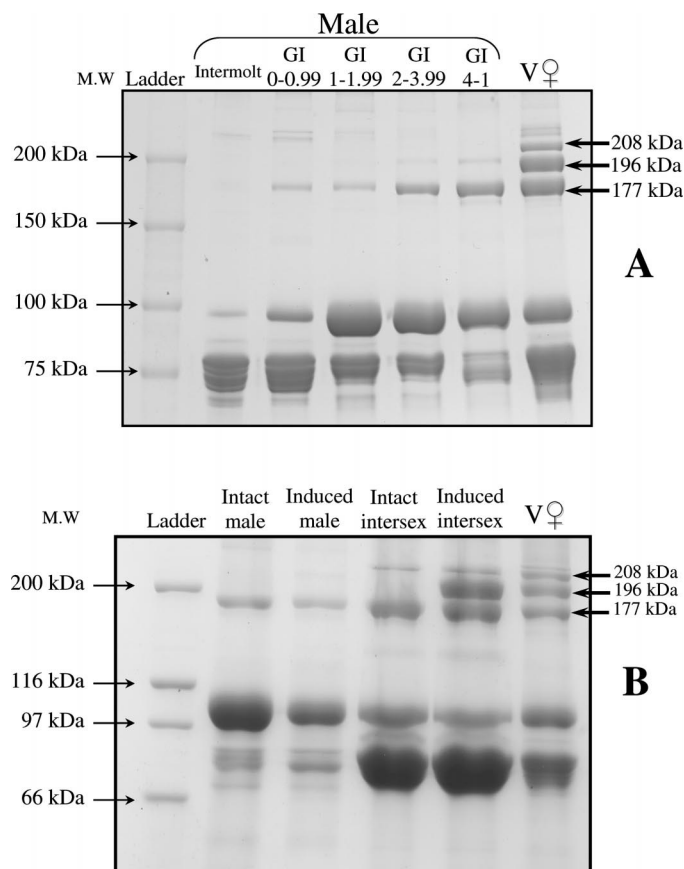 Male
M.W Ladder Intermolt GI 0-0.99 GI 1-1.99 GI 2-3.99 GI 4-1 V♀
200 kDa
150 kDa
100 kDa
75 kDa
208 kDa
196 kDa
177 kDa
A
M.W Ladder Intact male Induced male Intact intersex Induced intersex V♀
200 kDa
116 kDa
97 kDa
66 kDa
208 kDa
196 kDa
177 kDa
B